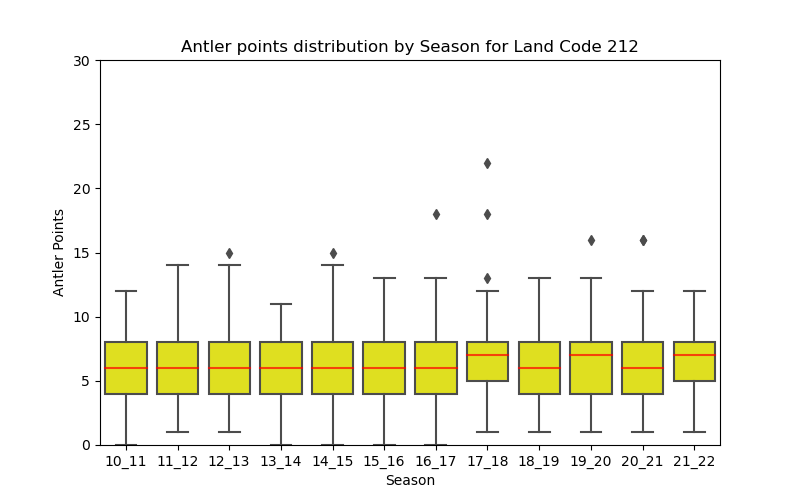 Antler points distribution by Season for Land Code 212
30
25
20
15
10
5
0
Antler Points
10_11 11_12 12_13 13_14 14_15 15_16 16_17 17_18 18_19 19_20 20_21 21_22
Season